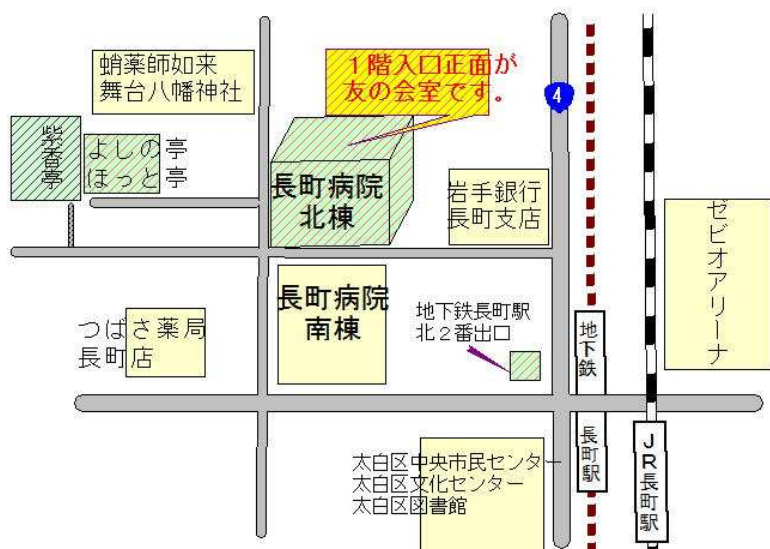 蛸薬師如来
舞台八幡神社
１階入口正面が
友の会室です。
4
紫香亭
よしの亭
ほっと亭
長町病院
北棟
岩手銀行
長町支店
ゼビオアリーナ
つばさ薬局
長町店
長町病院
南棟
地下鉄長町駅
北２番出口
地下鉄 長町駅
ＪＲ長町駅
太白区中央市民センター
太白区文化センター
太白区図書館